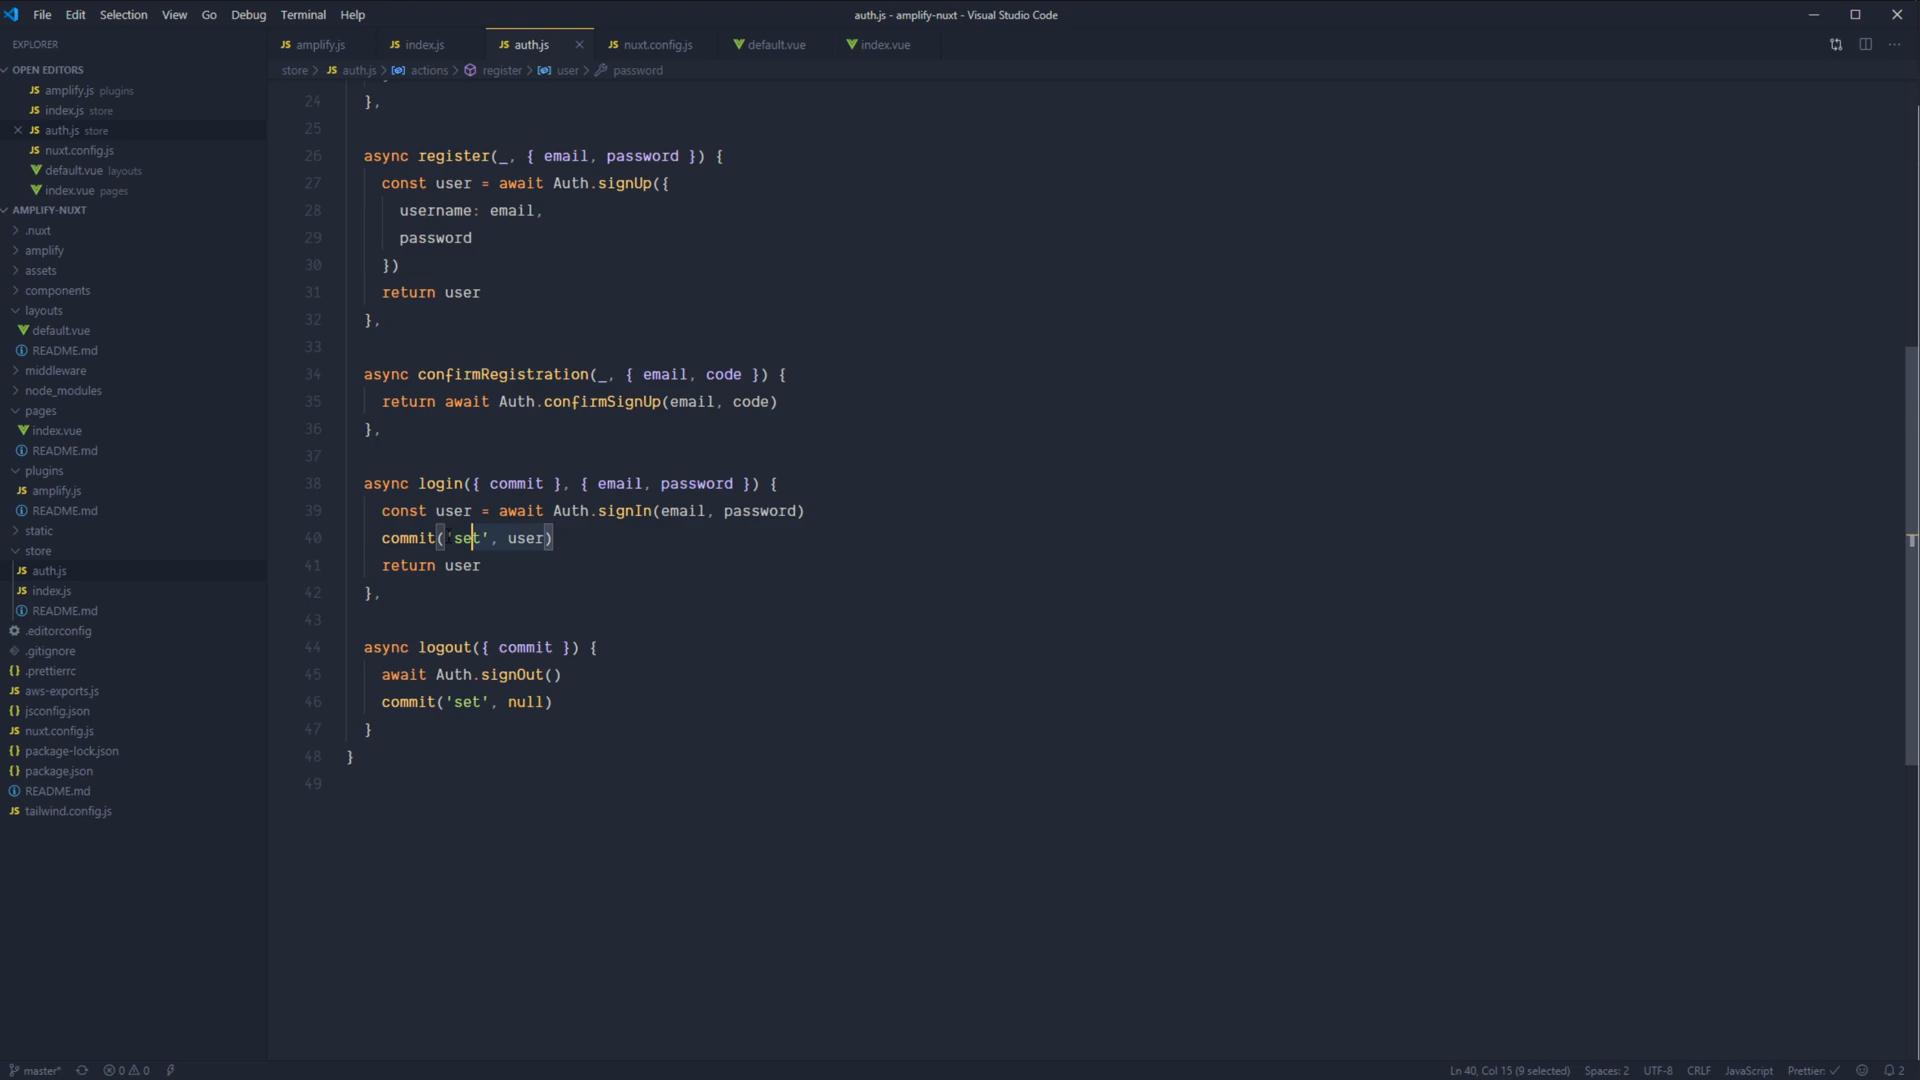 File Edit Selection View Go Debug Terminal Help
auth.js - amplify-nuxt - Visual Studio Code
EXPLORER
OPEN EDITORS
JS amplify.js plugins
JS index.js store
JS auth.js store
JS nuxt.config.js
default.vue layouts
index.vue pages
AMPLIFY-NUXT
.nuxt
amplify
assets
components
layouts
default.vue
README.md
middleware
node_modules
pages
index.vue
README.md
plugins
JS amplify.js
README.md
static
store
JS auth.js
JS index.js
README.md
.editorconfig
.gitignore
{} .prettierrc
JS aws-exports.js
{} jsconfig.json
JS nuxt.config.js
{} package-lock.json
{} package.json
README.md
JS tailwind.config.js
JS amplify.js JS index.js JS auth.js JS nuxt.config.js default.vue index.vue
store > JS auth.js > actions > register > user > password
24 },
25
26 async register(_, { email, password }) {
27 const user = await Auth.signUp({
28 username: email,
29 password
30 })
31 return user
32 },
33
34 async confirmRegistration(_, { email, code }) {
35 return await Auth.confirmSignUp(email, code)
36 },
37
38 async login({ commit }, { email, password }) {
39 const user = await Auth.signIn(email, password)
40 commit('set', user)
41 return user
42 },
43
44 async logout({ commit }) {
45 await Auth.signOut()
46 commit('set', null)
47 }
48 }
49
master* 0 0 Ln 40, Col 15 (9 selected) Spaces: 2 UTF-8 CRLF JavaScript Prettier: ✓ 2